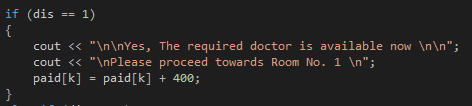 if (dis == 1)
{
cout << "\n\nYes, The required doctor is available now \n\n";
cout << "\nPlease proceed towards Room No. 1 \n";
paid[k] = paid[k] + 400;
}